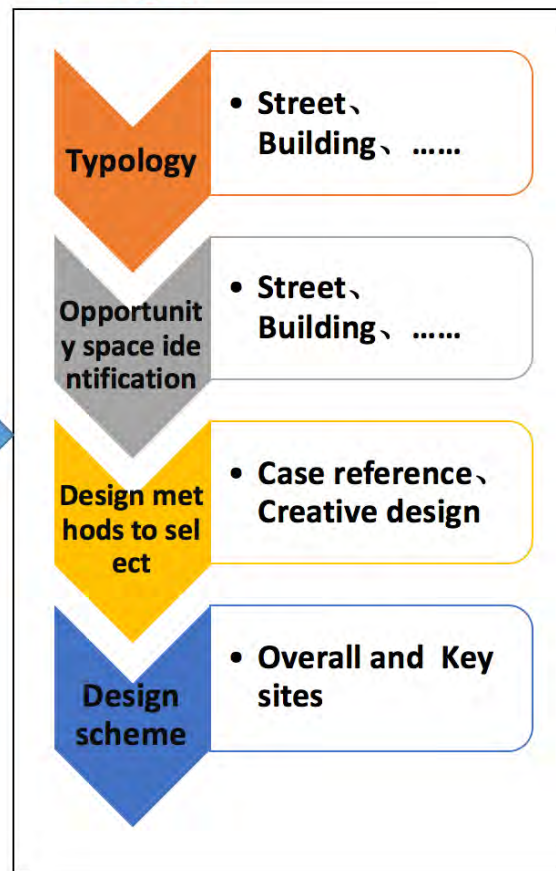 Typology
• Street、
Building、……
Opportunit
y space ide
ntification
• Street、
Building、……
Design met
hods to sel
ect
• Case reference、
Creative design
Design
scheme
• Overall and Key
sites